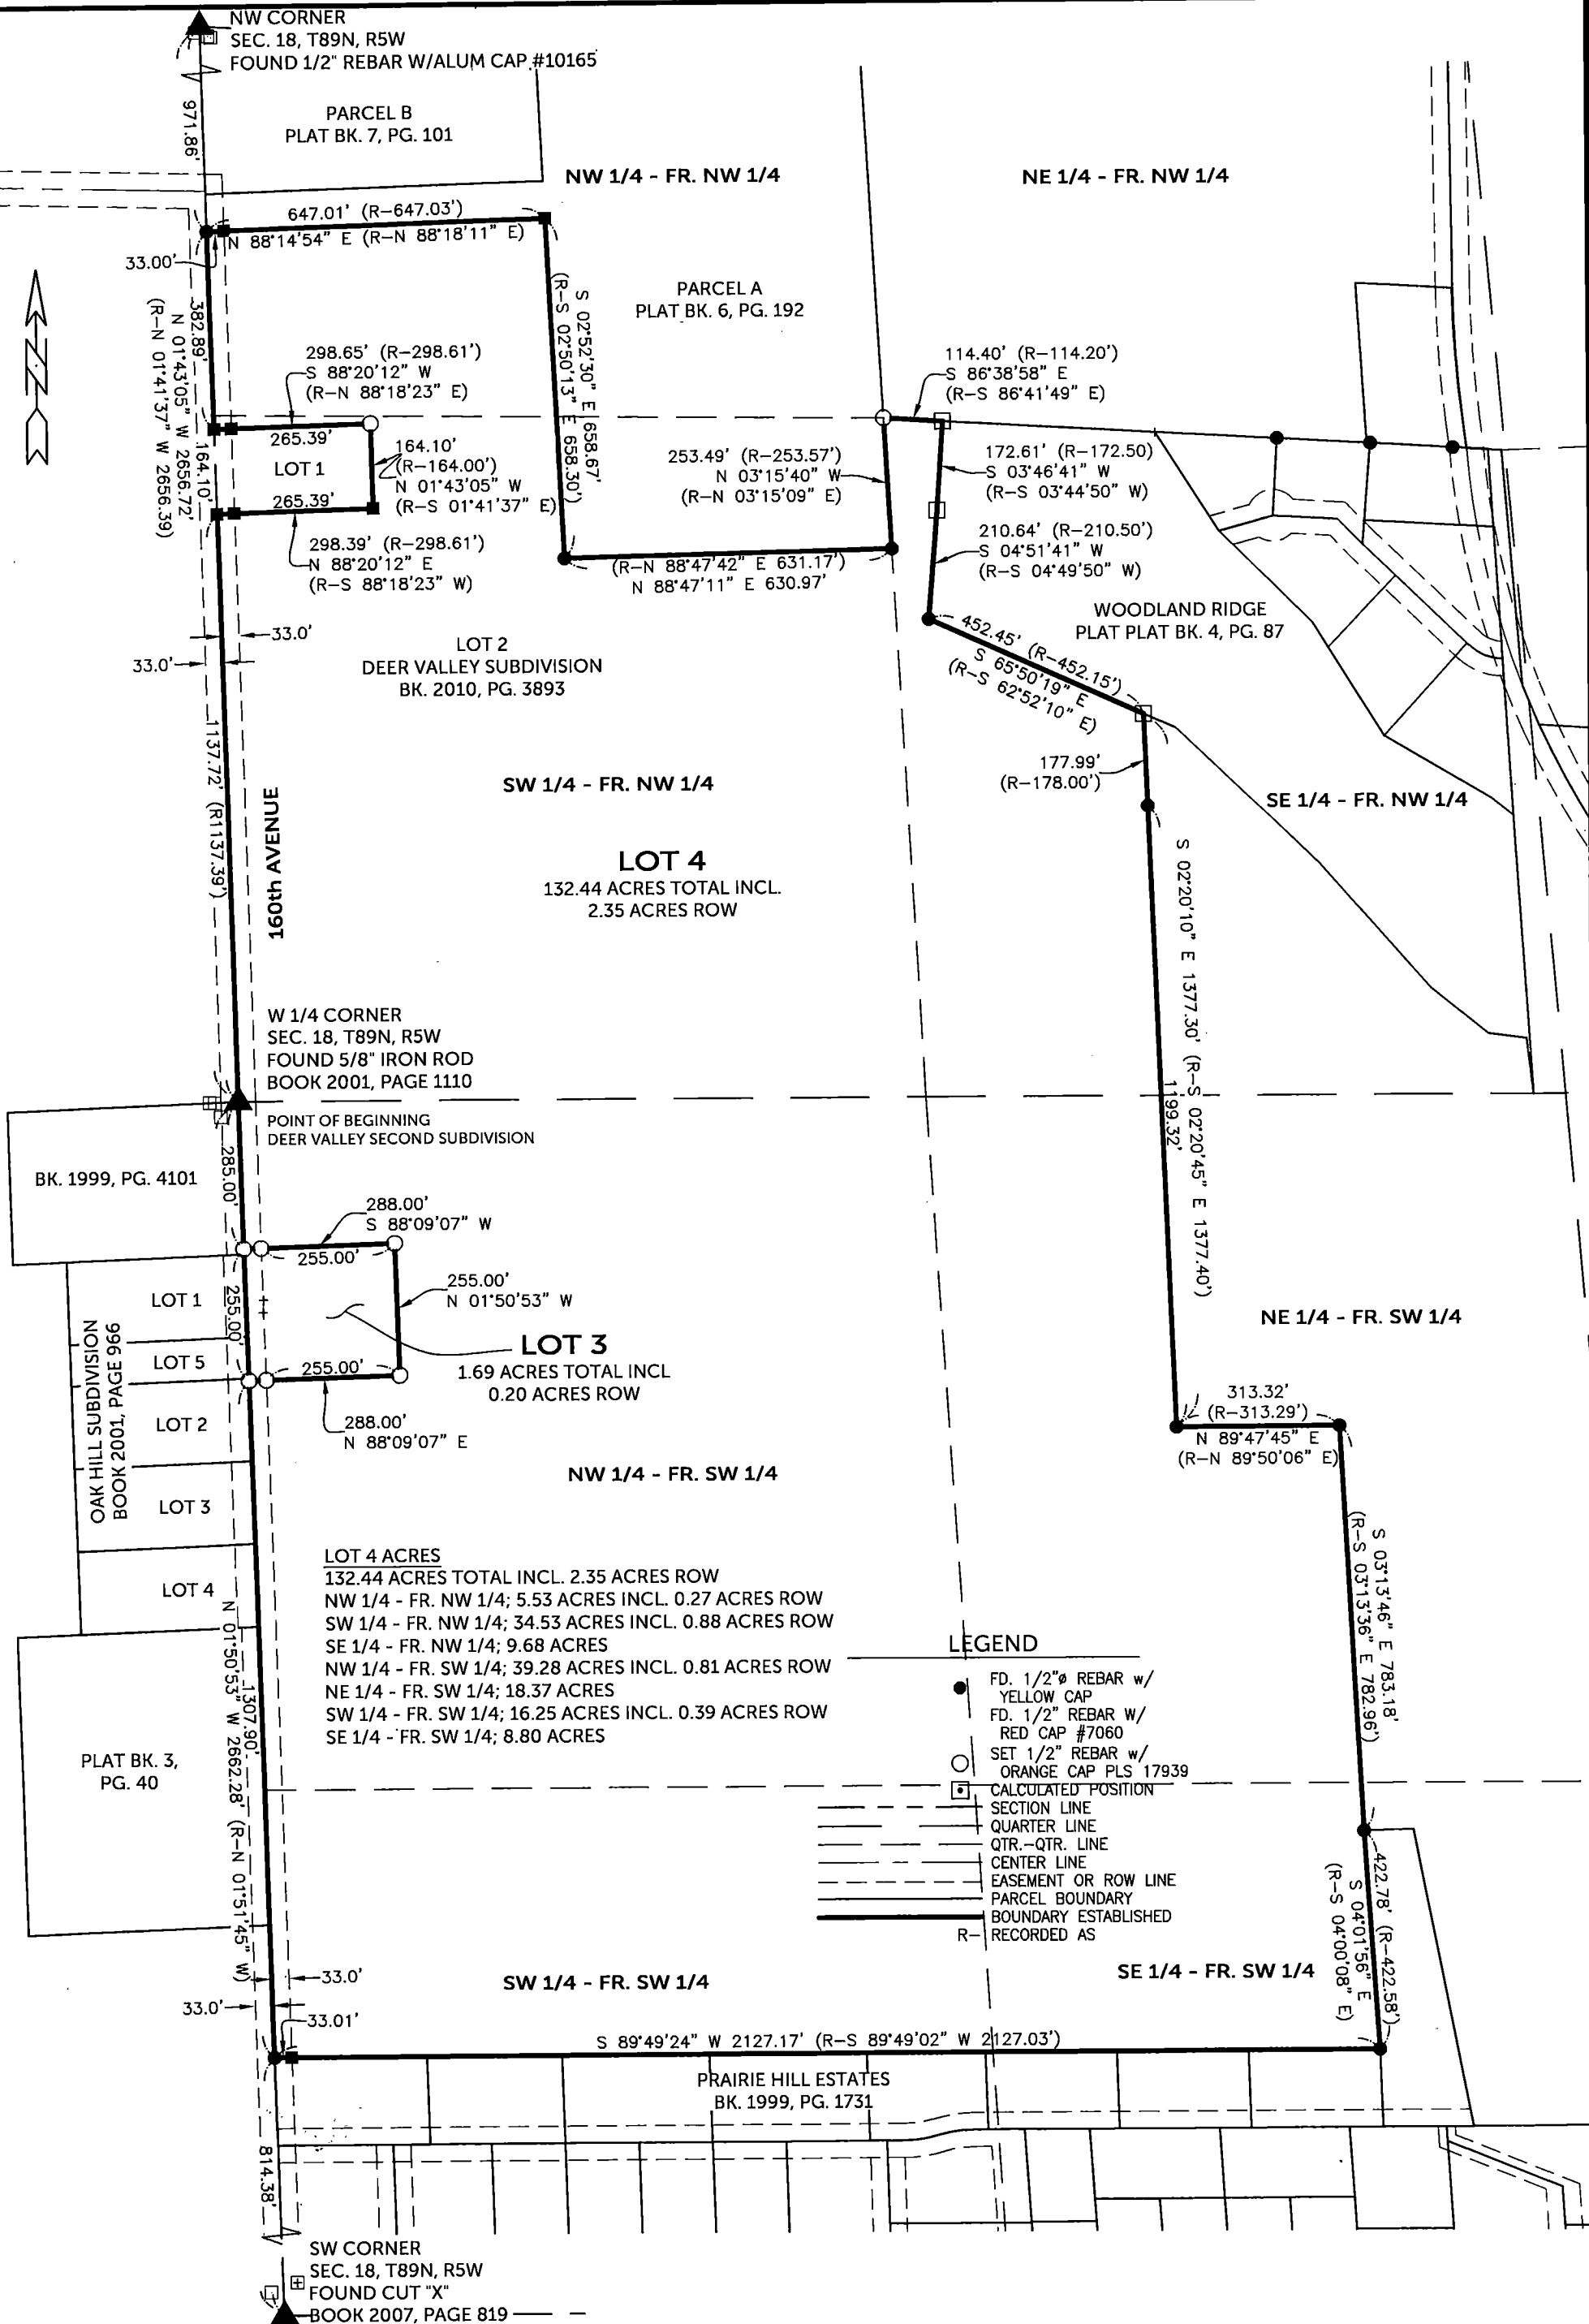 NW CORNER
SEC. 18, T89N, R5W
FOUND 1/2" REBAR W/ALUM CAP #10165
971.86'
PARCEL B
PLAT BK. 7, PG. 101
NW 1/4 - FR. NW 1/4
NE 1/4 - FR. NW 1/4
647.01' (R-647.03')
N 88°14'54" E (R-N 88°18'11" E)
33.00'
N
382.89'
N 01°43'05" W 2656.72'
(R-N 01°41'37" W 2656.39)
S 02°52'30" E 658.67'
(R-S 02°50'13" E 658.30')
PARCEL A
PLAT BK. 6, PG. 192
298.65' (R-298.61')
S 88°20'12" W
(R-N 88°18'23" E)
114.40' (R-114.20')
S 86°38'58" E
(R-S 86°41'49" E)
265.39'
LOT 1
265.39'
164.10'
164.10'
(R-164.00')
N 01°43'05" W
(R-S 01°41'37" E)
253.49' (R-253.57')
N 03°15'40" W
(R-N 03°15'09" E)
172.61' (R-172.50)
S 03°46'41" W
(R-S 03°44'50" W)
298.39' (R-298.61')
N 88°20'12" E
(R-S 88°18'23" W)
210.64' (R-210.50')
S 04°51'41" W
(R-S 04°49'50" W)
(R-N 88°47'42" E 631.17')
N 88°47'11" E 630.97'
33.0'
33.0'
LOT 2
DEER VALLEY SUBDIVISION
BK. 2010, PG. 3893
WOODLAND RIDGE
PLAT PLAT BK. 4, PG. 87
452.45' (R-452.15')
S 65°50'19" E
(R-S 62°52'10" E)
1137.72' (R1137.39')
160th AVENUE
177.99'
(R-178.00')
SW 1/4 - FR. NW 1/4
SE 1/4 - FR. NW 1/4
LOT 4
132.44 ACRES TOTAL INCL.
2.35 ACRES ROW
S 02°20'10" E 1377.30' (R-S 02°20'45" E 1377.40')
1199.32'
W 1/4 CORNER
SEC. 18, T89N, R5W
FOUND 5/8" IRON ROD
BOOK 2001, PAGE 1110
POINT OF BEGINNING
DEER VALLEY SECOND SUBDIVISION
BK. 1999, PG. 4101
285.00'
288.00'
S 88°09'07" W
255.00'
255.00'
N 01°50'53" W
LOT 1
255.00'
LOT 3
1.69 ACRES TOTAL INCL
0.20 ACRES ROW
NE 1/4 - FR. SW 1/4
OAK HILL SUBDIVISION
BOOK 2001, PAGE 966
LOT 5
255.00'
LOT 2
288.00'
N 88°09'07" E
313.32'
(R-313.29')
N 89°47'45" E
(R-N 89°50'06" E)
NW 1/4 - FR. SW 1/4
LOT 3
LOT 4
LOT 4 ACRES
132.44 ACRES TOTAL INCL. 2.35 ACRES ROW
NW 1/4 - FR. NW 1/4; 5.53 ACRES INCL. 0.27 ACRES ROW
SW 1/4 - FR. NW 1/4; 34.53 ACRES INCL. 0.88 ACRES ROW
SE 1/4 - FR. NW 1/4; 9.68 ACRES
NW 1/4 - FR. SW 1/4; 39.28 ACRES INCL. 0.81 ACRES ROW
NE 1/4 - FR. SW 1/4; 18.37 ACRES
SW 1/4 - FR. SW 1/4; 16.25 ACRES INCL. 0.39 ACRES ROW
SE 1/4 - FR. SW 1/4; 8.80 ACRES
S 03°13'46" E 783.18'
(R-S 03°13'36" E 782.96')
N 01°50'53" W 2662.28' (R-N 01°51'45" W)
1307.90'
PLAT BK. 3,
PG. 40
LEGEND
FD. 1/2"ø REBAR w/
YELLOW CAP
FD. 1/2" REBAR W/
RED CAP #7060
SET 1/2" REBAR w/
ORANGE CAP PLS 17939
CALCULATED POSITION
SECTION LINE
QUARTER LINE
QTR.-QTR. LINE
CENTER LINE
EASEMENT OR ROW LINE
PARCEL BOUNDARY
BOUNDARY ESTABLISHED
R- RECORDED AS
422.78' (R-422.58')
S 04°01'56" E
(R-S 04°00'08" E)
SW 1/4 - FR. SW 1/4
SE 1/4 - FR. SW 1/4
33.0'
33.0'
33.01'
S 89°49'24" W 2127.17' (R-S 89°49'02" W 2127.03')
PRAIRIE HILL ESTATES
BK. 1999, PG. 1731
814.38'
SW CORNER
SEC. 18, T89N, R5W
FOUND CUT "X"
BOOK 2007, PAGE 819